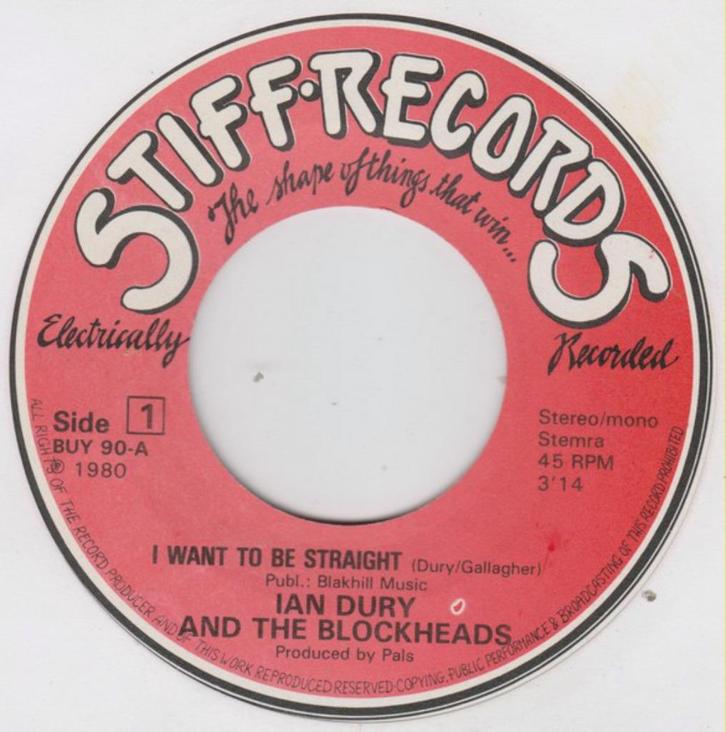 STIFF·RECORDS
The shape of things that win...
Electrically
Recorded
Side 1
BUY 90-A
℗ 1980
Stereo/mono
Stemra
45 RPM
3'14
I WANT TO BE STRAIGHT (Dury/Gallagher)
Publ.: Blakhill Music
IAN DURY
AND THE BLOCKHEADS
Produced by Pals
ALL RIGHTS OF THE RECORD PRODUCER AND OF THIS WORK REPRODUCED RESERVED·COPYING, PUBLIC PERFORMANCE & BROADCASTING OF THIS RECORD PROHIBITED